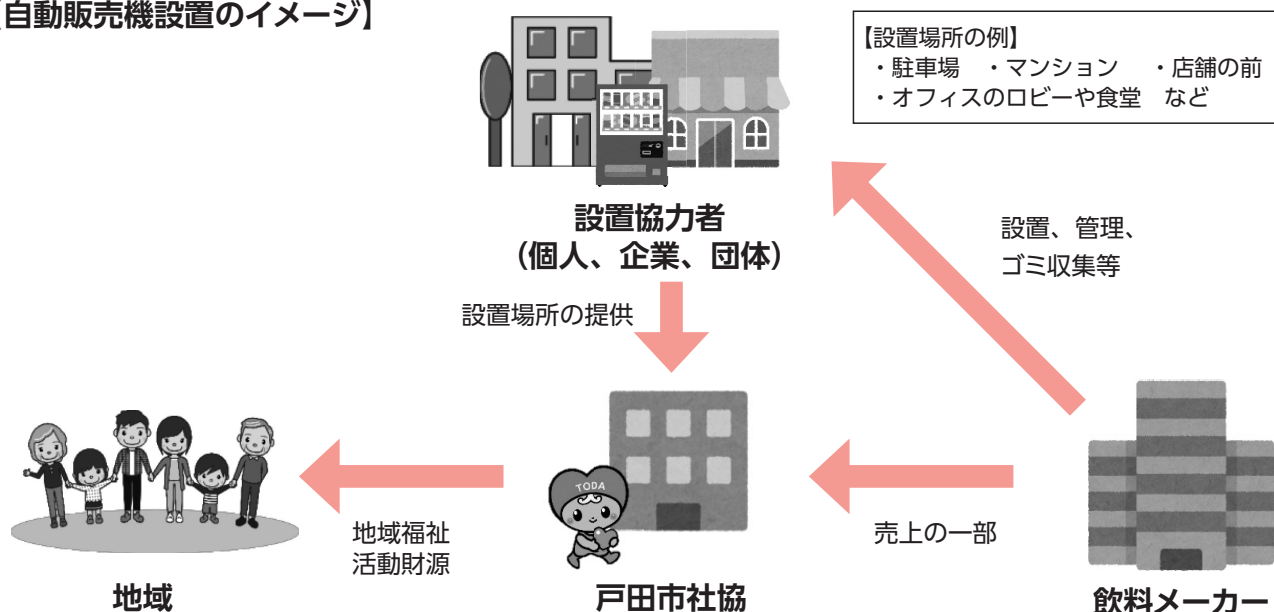 【自動販売機設置のイメージ】
【設置場所の例】
・駐車場　・マンション　・店舗の前
・オフィスのロビーや食堂　など
設置協力者
（個人、企業、団体）
設置、管理、
ゴミ収集等
設置場所の提供
TODA
地域福祉
活動財源
売上の一部
地域
戸田市社協
飲料メーカー